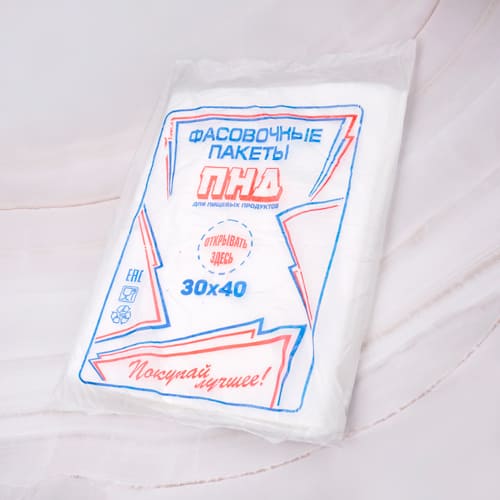 ФАСОВОЧНЫЕ
ПАКЕТЫ
ПНД
ДЛЯ ПИЩЕВЫХ ПРОДУКТОВ
ОТКРЫВАТЬ
ЗДЕСЬ
30х40
EAC
Покупай
лучшее!